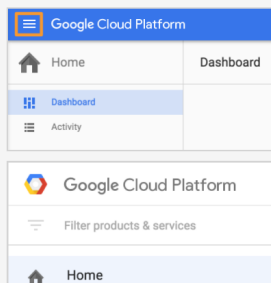 Google Cloud Platform
Home Dashboard
Dashboard
Activity
Google Cloud Platform
Filter products & services
Home